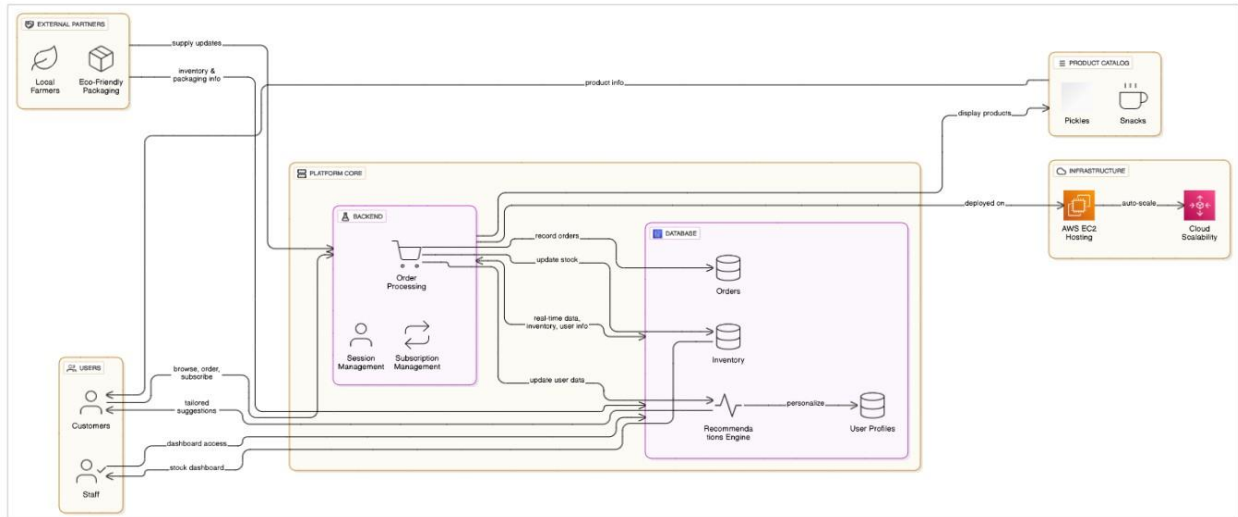 EXTERNAL PARTNERS
Local
Farmers
Eco-Friendly
Packaging
supply updates
inventory &
packaging info
product info
PRODUCT CATALOG
Pickles
Snacks
display products
PLATFORM CORE
INFRASTRUCTURE
AWS EC2
Hosting
auto-scale
Cloud
Scalability
deployed on
BACKEND
Order
Processing
Session
Management
Subscription
Management
record orders
update stock
real-time data,
inventory, user info
update user data
DATABASE
Orders
Inventory
Recommenda
tions Engine
personalize
User Profiles
USERS
Customers
Staff
browse, order,
subscribe
tailored
suggestions
dashboard access
stock dashboard